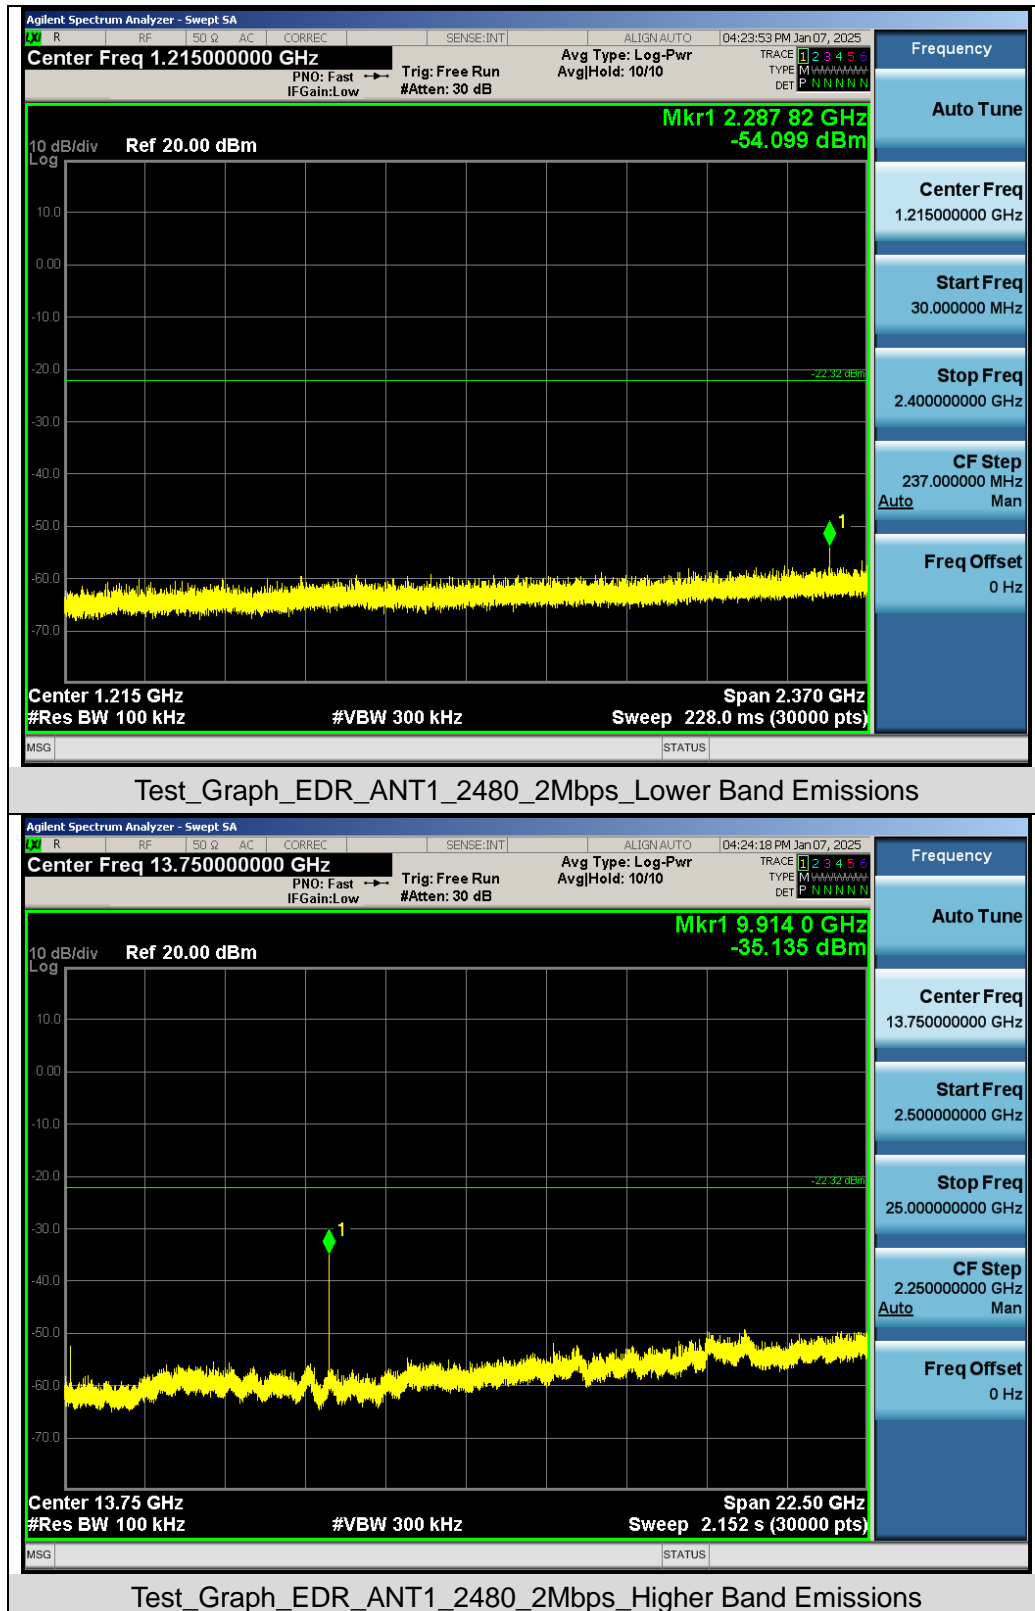 Agilent Spectrum Analyzer - Swept SA
LXI R RF 50 Ω AC CORREC SENSE:INT ALIGN AUTO 04:23:53 PM Jan 07, 2025
Center Freq 1.215000000 GHz
PNO: Fast
IFGain:Low
Trig: Free Run
#Atten: 30 dB
Avg Type: Log-Pwr
Avg|Hold: 10/10
TRACE 1 2 3 4 5 6
TYPE M
DET P N N N N N
Mkr1 2.287 82 GHz
-54.099 dBm
10 dB/div
Log
Ref 20.00 dBm
10.0
0.00
-10.0
-20.0
-22.32 dBm
-30.0
-40.0
-50.0
1
-60.0
-70.0
Center 1.215 GHz
Span 2.370 GHz
#Res BW 100 kHz
#VBW 300 kHz
Sweep 228.0 ms (30000 pts)
MSG
STATUS
Frequency
Auto Tune
Center Freq
1.215000000 GHz
Start Freq
30.000000 MHz
Stop Freq
2.400000000 GHz
CF Step
237.000000 MHz
Auto Man
Freq Offset
0 Hz
Test_Graph_EDR_ANT1_2480_2Mbps_Lower Band Emissions
Agilent Spectrum Analyzer - Swept SA
LXI R RF 50 Ω AC CORREC SENSE:INT ALIGN AUTO 04:24:18 PM Jan 07, 2025
Center Freq 13.750000000 GHz
PNO: Fast
IFGain:Low
Trig: Free Run
#Atten: 30 dB
Avg Type: Log-Pwr
Avg|Hold: 10/10
TRACE 1 2 3 4 5 6
TYPE M
DET P N N N N N
Mkr1 9.914 0 GHz
-35.135 dBm
10 dB/div
Log
Ref 20.00 dBm
10.0
0.00
-10.0
-20.0
-22.32 dBm
-30.0
1
-40.0
-50.0
-60.0
-70.0
Center 13.75 GHz
Span 22.50 GHz
#Res BW 100 kHz
#VBW 300 kHz
Sweep 2.152 s (30000 pts)
MSG
STATUS
Frequency
Auto Tune
Center Freq
13.750000000 GHz
Start Freq
2.500000000 GHz
Stop Freq
25.000000000 GHz
CF Step
2.250000000 GHz
Auto Man
Freq Offset
0 Hz
Test_Graph_EDR_ANT1_2480_2Mbps_Higher Band Emissions